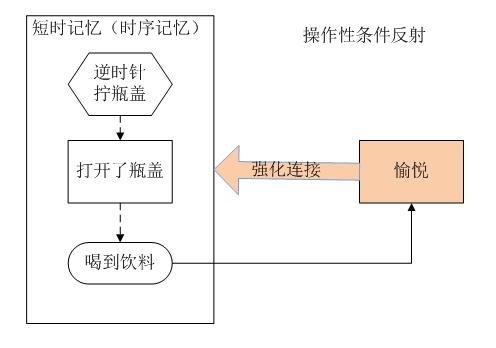 短时记忆（时序记忆）
操作性条件反射
逆时针
拧瓶盖
打开了瓶盖
强化连接
愉悦
喝到饮料